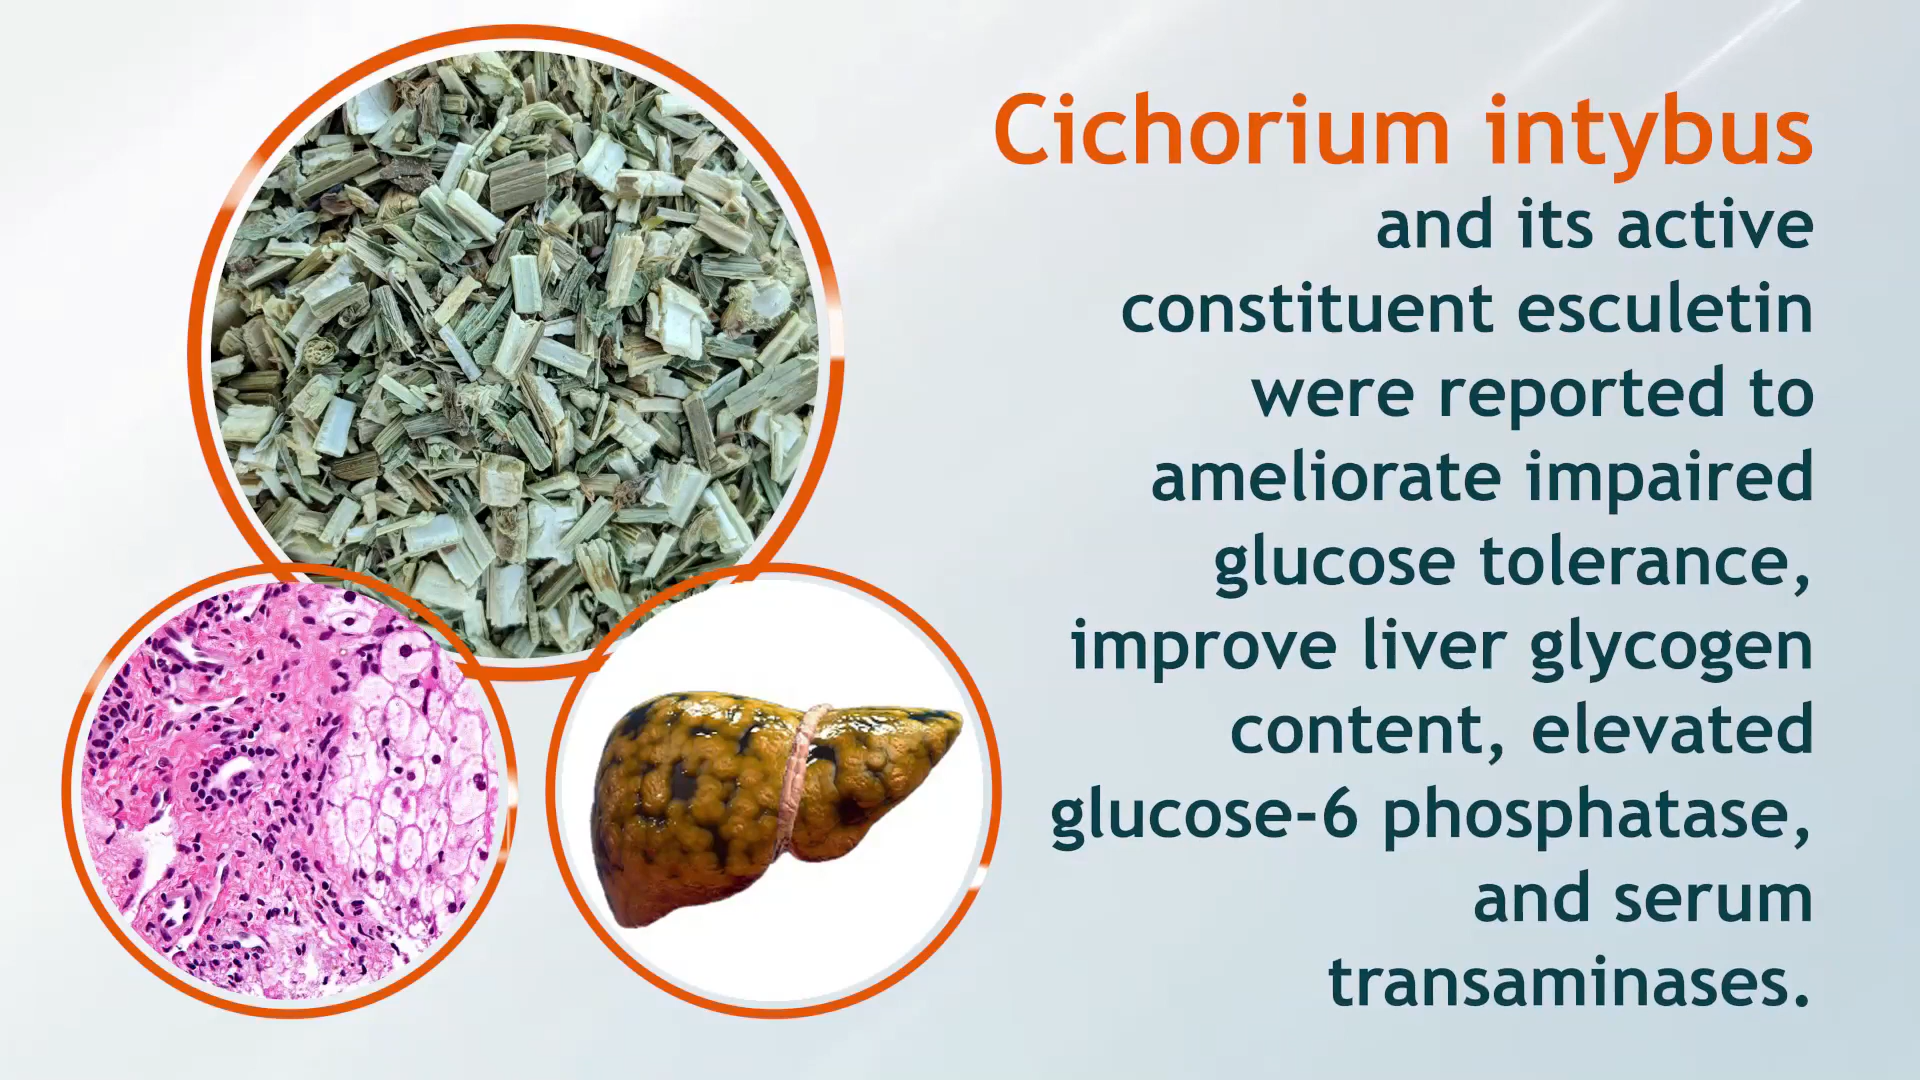 Cichorium intybus
and its active
constituent esculetin
were reported to
ameliorate impaired
glucose tolerance,
improve liver glycogen
content, elevated
glucose-6 phosphatase,
and serum
transaminases.